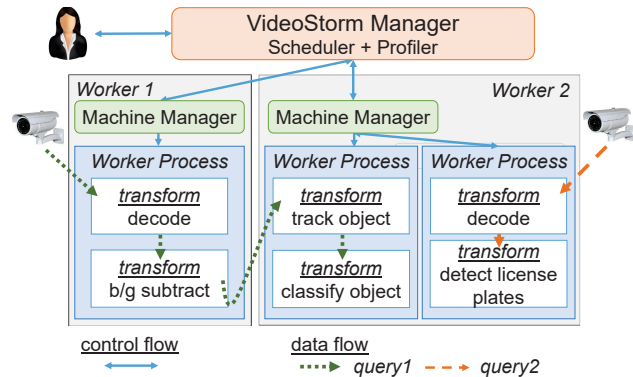 VideoStorm Manager
Scheduler + Profiler
Worker 1
Worker 2
Machine Manager
Machine Manager
Worker Process
transform
decode
transform
b/g subtract
Worker Process
transform
track object
transform
classify object
Worker Process
transform
decode
transform
detect license
plates
control flow
data flow
query1
query2